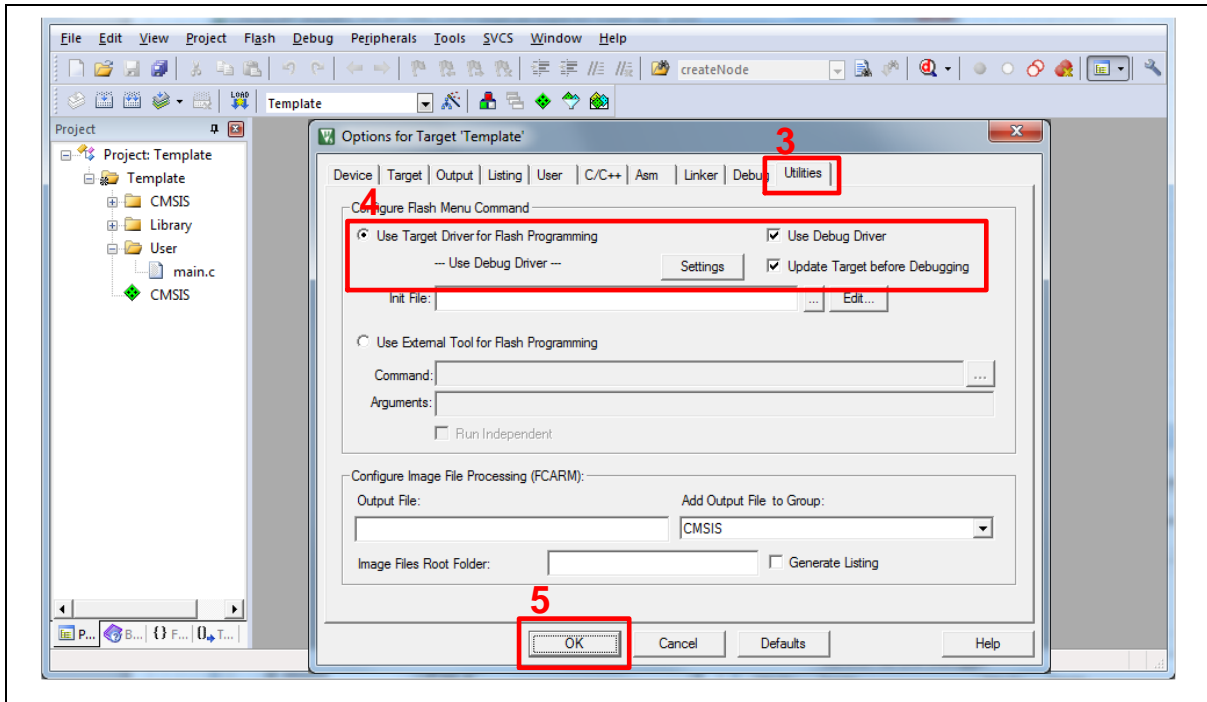 File Edit View Project Flash Debug Peripherals Tools SVCS Window Help
createNode
LOAD Template
Project
Project: Template
Template
CMSIS
Library
User
main.c
CMSIS
P... B... {} F... 0 T...
Options for Target 'Template'
3
Device Target Output Listing User C/C++ Asm Linker Debug Utilities
4
Configure Flash Menu Command
Use Target Driver for Flash Programming Use Debug Driver
--- Use Debug Driver --- Settings Update Target before Debugging
Init File: ... Edit...
Use External Tool for Flash Programming
Command: ...
Arguments:
Run Independent
Configure Image File Processing (FCARM):
Output File: Add Output File to Group:
CMSIS
Image Files Root Folder: Generate Listing
5
OK Cancel Defaults Help